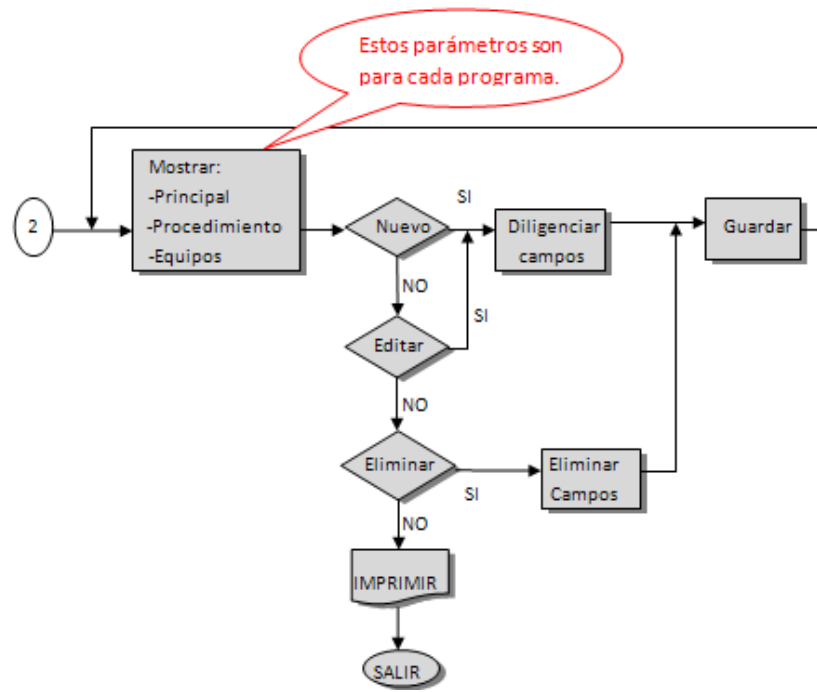 Estos parámetros son
para cada programa.
Mostrar:
-Principal
-Procedimiento
-Equipos
2
Nuevo
SI
Diligenciar
campos
Guardar
NO
Editar
SI
NO
Eliminar
SI
Eliminar
Campos
NO
IMPRIMIR
SALIR